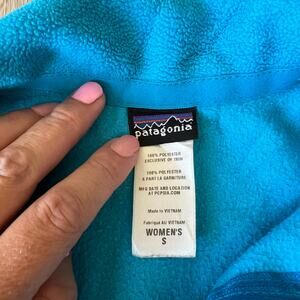 patagonia
100% POLYESTER
EXCLUSIVE OF TRIM
100% POLYESTER
À PART LA GARNITURE
MFG DATE AND LOCATION
AT PCPSIA.COM
Made in VIETNAM
Fabriqué AU VIETNAM
WOMEN'S
S